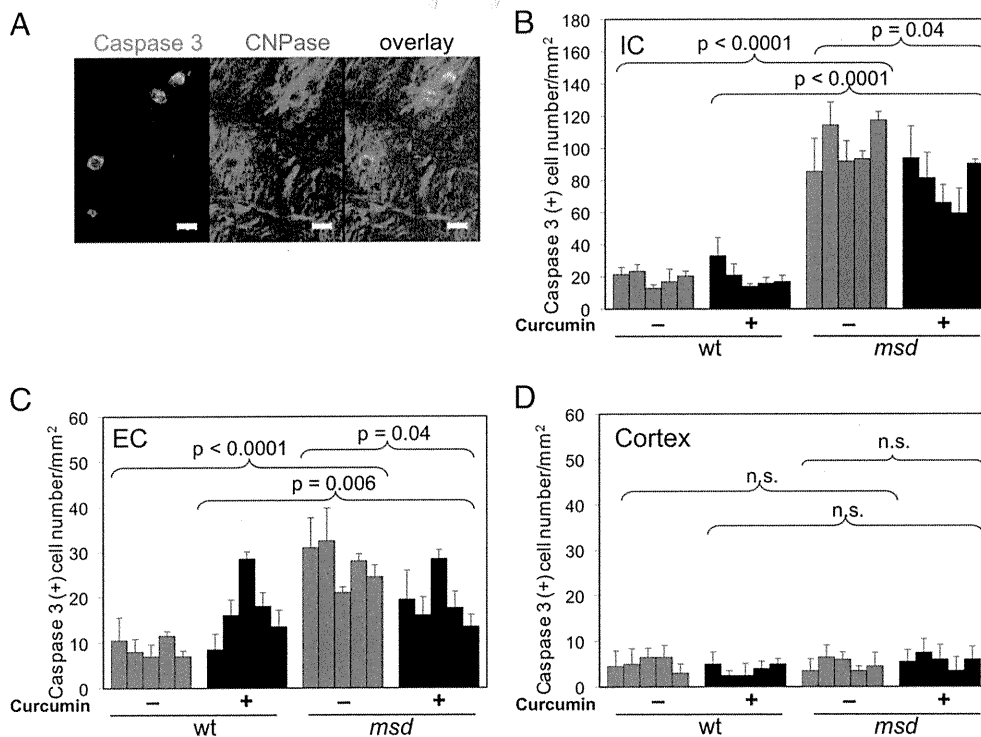 A
Caspase 3 CNPase overlay
B
Caspase 3 (+) cell number/mm²
180
160
140
120
100
80
60
40
20
0
IC
p < 0.0001
p = 0.04
p < 0.0001
Curcumin − + − +
wt msd
C
Caspase 3 (+) cell number/mm²
60
50
40
30
20
10
0
EC
p < 0.0001
p = 0.04
p = 0.006
Curcumin − + − +
wt msd
D
Caspase 3 (+) cell number/mm²
60
50
40
30
20
10
0
Cortex
n.s.
n.s.
n.s.
Curcumin − + − +
wt msd